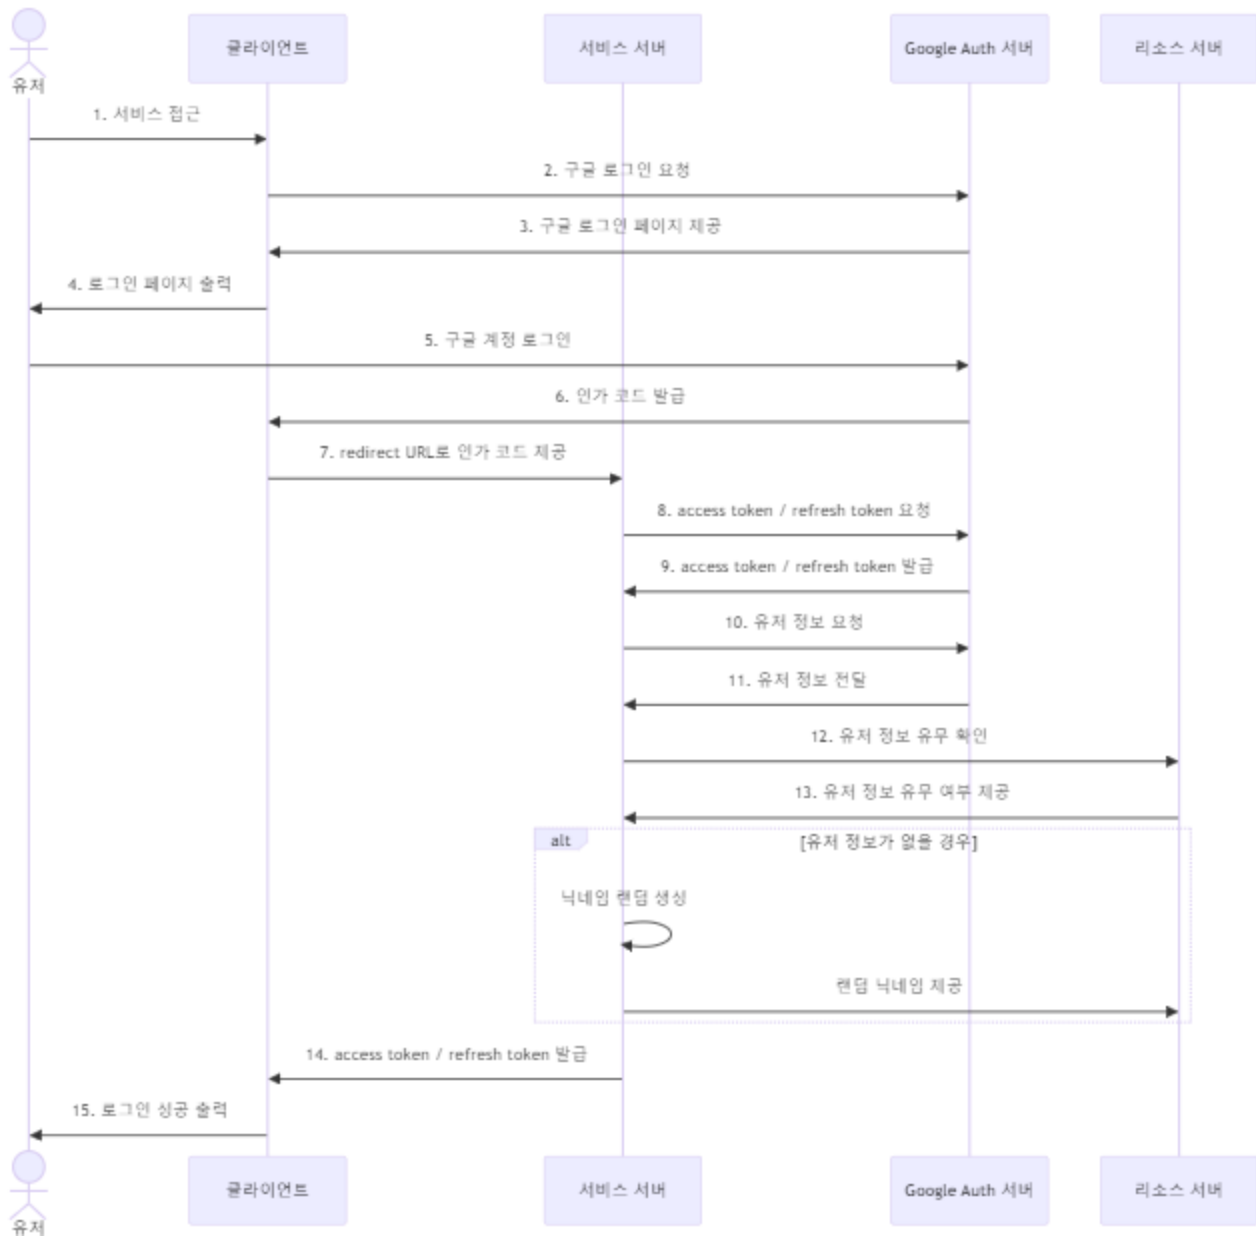 유저
클라이언트
서비스 서버
Google Auth 서버
리소스 서버
1. 서비스 접근
2. 구글 로그인 요청
3. 구글 로그인 페이지 제공
4. 로그인 페이지 출력
5. 구글 계정 로그인
6. 인가 코드 발급
7. redirect URL로 인가 코드 제공
8. access token / refresh token 요청
9. access token / refresh token 발급
10. 유저 정보 요청
11. 유저 정보 전달
12. 유저 정보 유무 확인
13. 유저 정보 유무 여부 제공
alt
[유저 정보가 없을 경우]
닉네임 랜덤 생성
랜덤 닉네임 제공
14. access token / refresh token 발급
15. 로그인 성공 출력
유저
클라이언트
서비스 서버
Google Auth 서버
리소스 서버